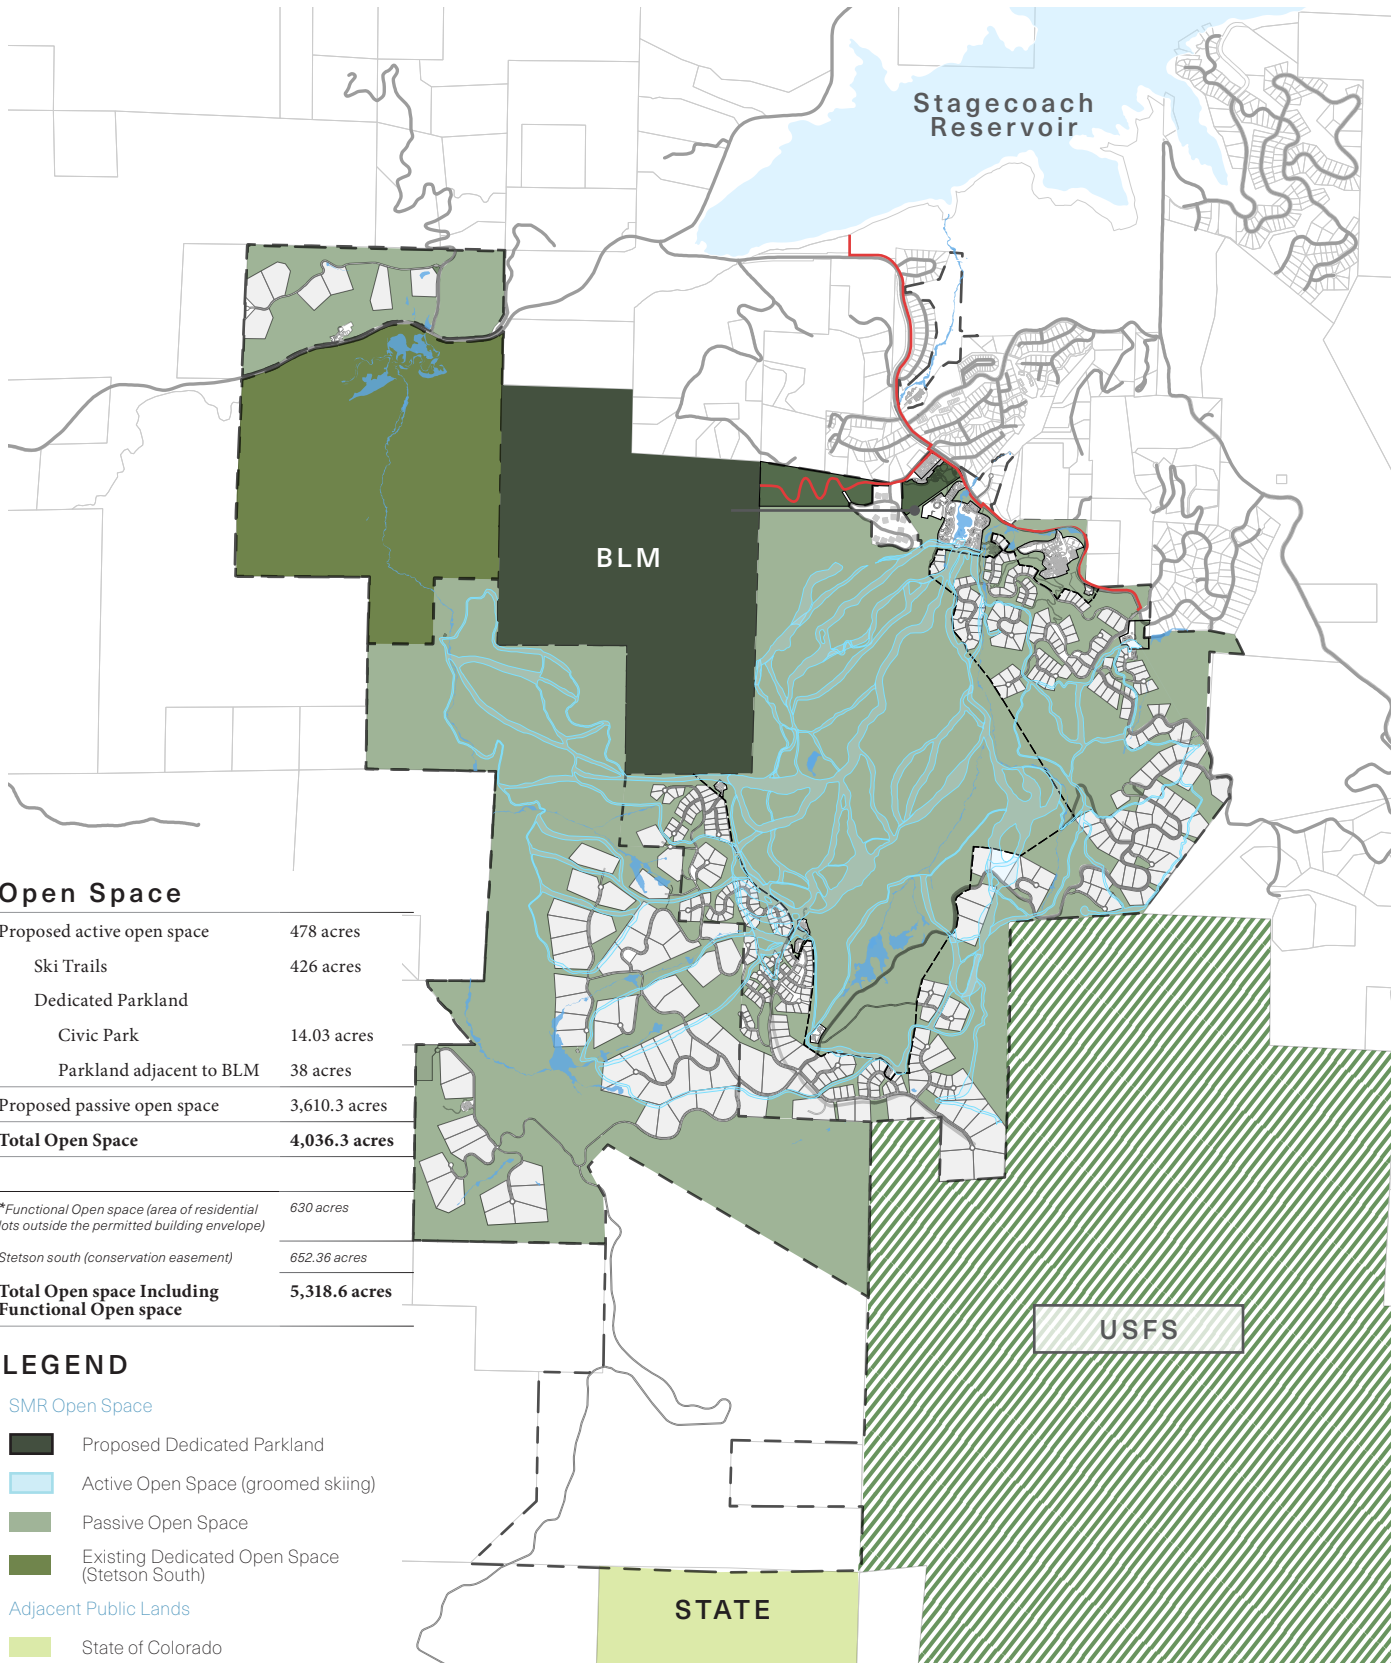 Stagecoach
Reservoir
BLM
Open Space
Proposed active open space 478 acres
Ski Trails 426 acres
Dedicated Parkland
Civic Park 14.03 acres
Parkland adjacent to BLM 38 acres
Proposed passive open space 3,610.3 acres
Total Open Space 4,036.3 acres
*Functional Open space (area of residential 630 acres
lots outside the permitted building envelope)
Stetson south (conservation easement) 652.36 acres
Total Open space Including 5,318.6 acres
Functional Open space
USFS
LEGEND
SMR Open Space
Proposed Dedicated Parkland
Active Open Space (groomed skiing)
Passive Open Space
Existing Dedicated Open Space
(Stetson South)
Adjacent Public Lands
State of Colorado
STATE